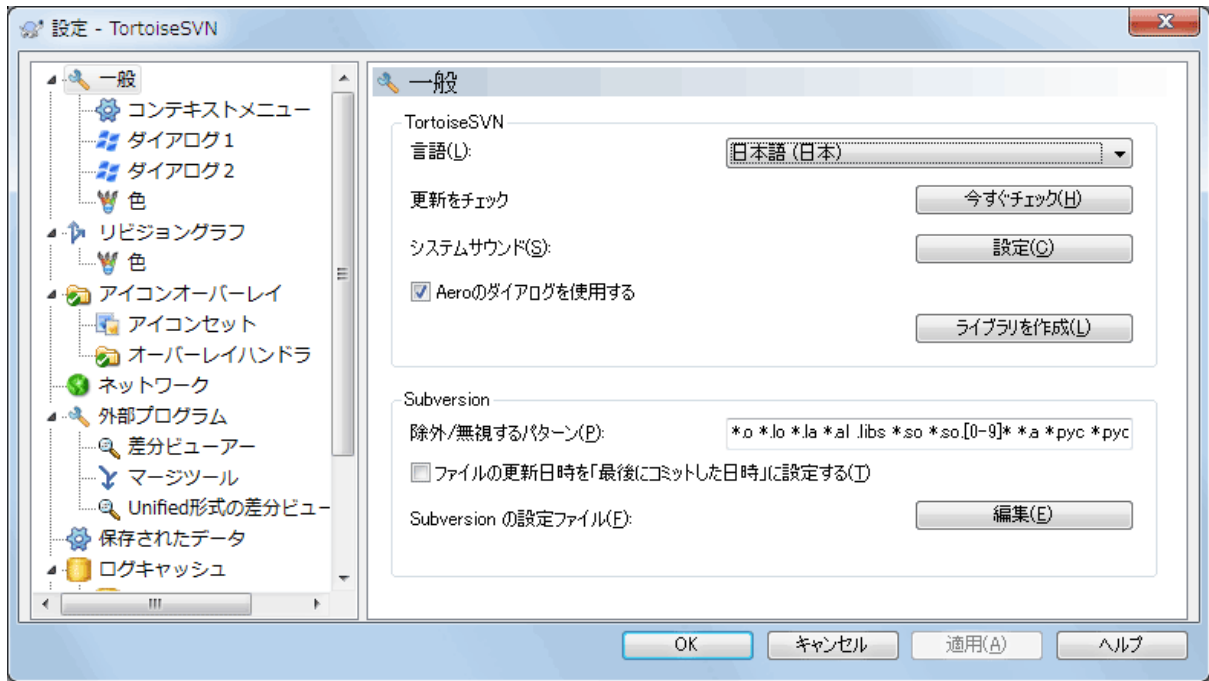 設定 - TortoiseSVN
一般
コンテキストメニュー
ダイアログ1
ダイアログ2
色
リビジョングラフ
色
アイコンオーバーレイ
アイコンセット
オーバーレイハンドラ
ネットワーク
外部プログラム
差分ビューアー
マージツール
Unified形式の差分ビュー
保存されたデータ
ログキャッシュ
一般
TortoiseSVN
言語(L):
日本語 (日本)
更新をチェック
今すぐチェック(H)
システムサウンド(S):
設定(C)
Aeroのダイアログを使用する
ライブラリを作成(L)
Subversion
除外/無視するパターン(P):
*.o *.lo *.la *.al .libs *.so *.so.[0-9]* *.a *.pyc *.pyc
ファイルの更新日時を「最後にコミットした日時」に設定する(T)
Subversion の設定ファイル(F):
編集(E)
OK
キャンセル
適用(A)
ヘルプ